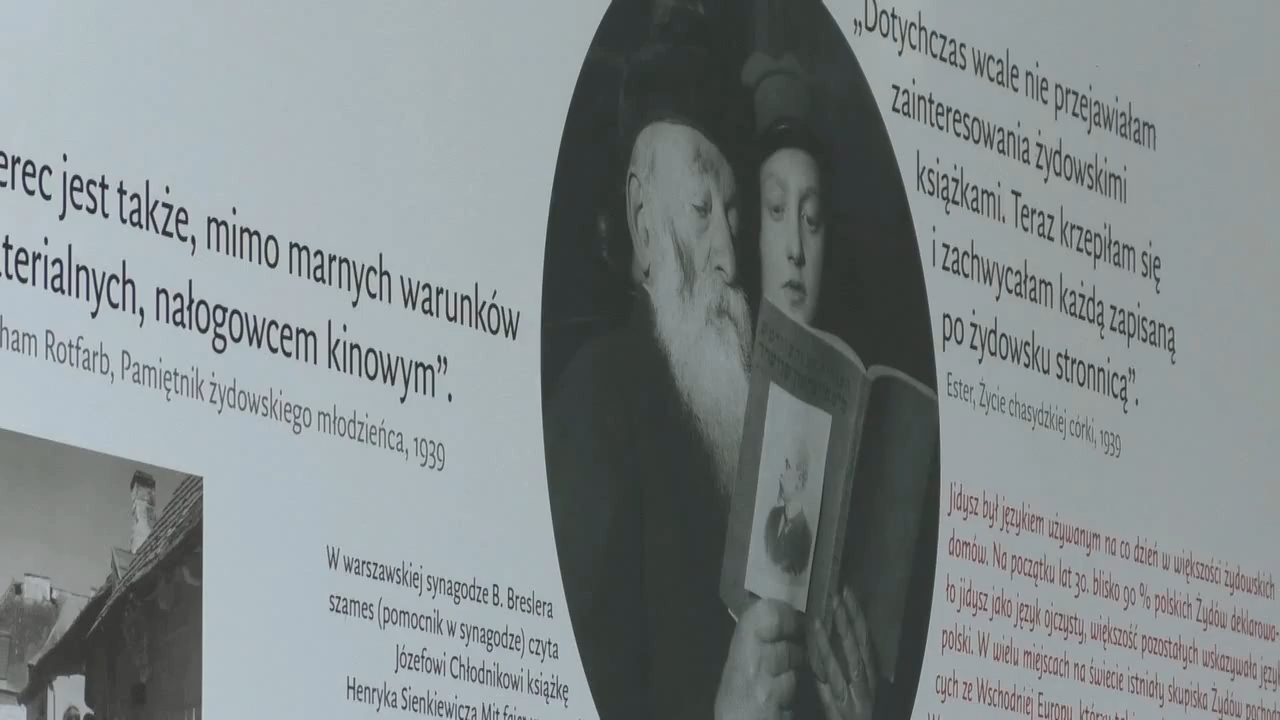 jest także, mimo marnych warunków
nałogowcem kinowym”.
Rotfarb, Pamiętnik żydowskiego młodzieńca, 1939
W warszawskiej synagodze B. Breslera
szames (pomocnik w synagodze) czyta
Józefowi Chłodnikowi książkę
Henryka Sienkiewicza
„Dotychczas wcale nie przejawiałam
zainteresowania żydowskimi
książkami. Teraz krzepiłam się
i zachwycałam każdą zapisaną
po żydowsku stronnicą”.
Ester, Życie chasydzkiej córki, 1939
Jidysz był językiem używanym na co dzień w większości żydowskich
domów. Na początku lat 30. blisko 90 % polskich Żydów deklarowa-
ło jidysz jako język ojczysty, większość pozostałych wskazywała
polski. W wielu miejscach na świecie istniały skupiska Żydów
cych ze Wschodniej Europy,